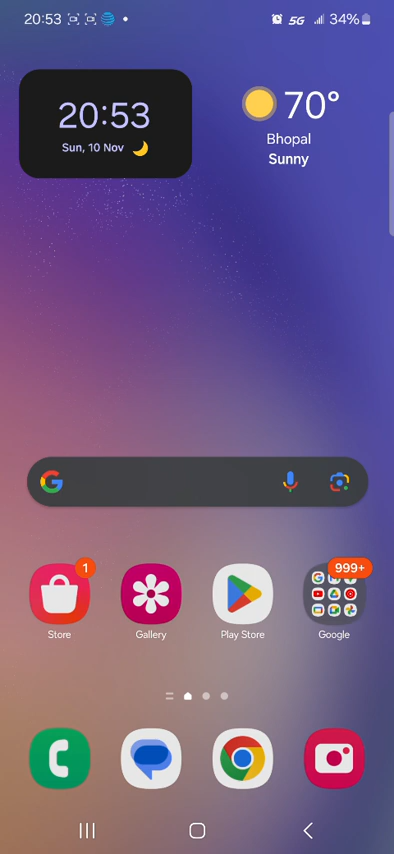 20:53
5G
34%
20:53
Sun, 10 Nov
70°
Bhopal
Sunny
1
999+
Store
Gallery
Play Store
Google